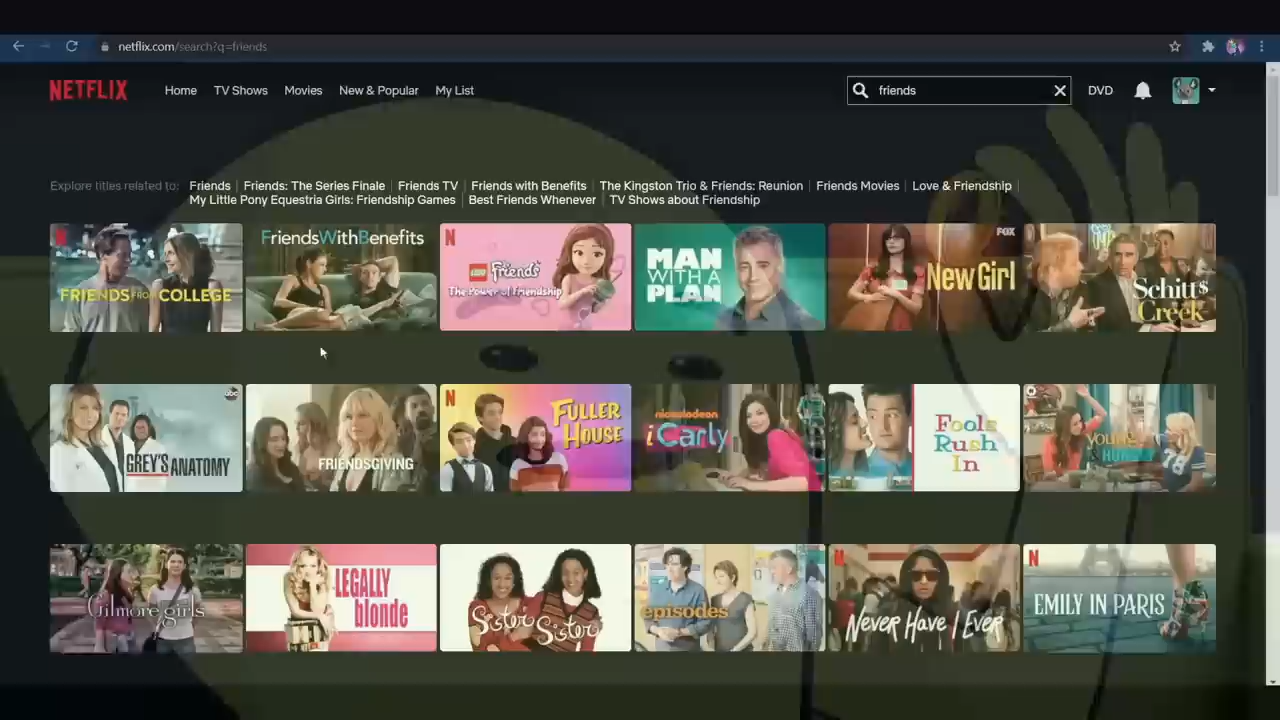 netflix.com/search?q=friends
NETFLIX Home TV Shows Movies New & Popular My List friends DVD
Explore titles related to: Friends | Friends: The Series Finale | Friends TV | Friends with Benefits | The Kingston Trio & Friends: Reunion | Friends Movies | Love & Friendship |
My Little Pony Equestria Girls: Friendship Games | Best Friends Whenever | TV Shows about Friendship
N
FRIENDS FROM COLLEGE
FriendsWithBenefits
N
LEGO Friends
The Power of Friendship
MAN
WITH A
PLAN
FOX
New Girl
Schitt$
Creek
abc
GREY'S ANATOMY
FRIENDSGIVING
N
FULLER
HOUSE
nickelodeon
iCarly
Fools
Rush
In
YOUNG
& HUNGRY
78
Gilmore girls
LEGALLY
blonde
Sister Sister
episodes
N
Never Have I Ever
N
EMILY IN PARIS